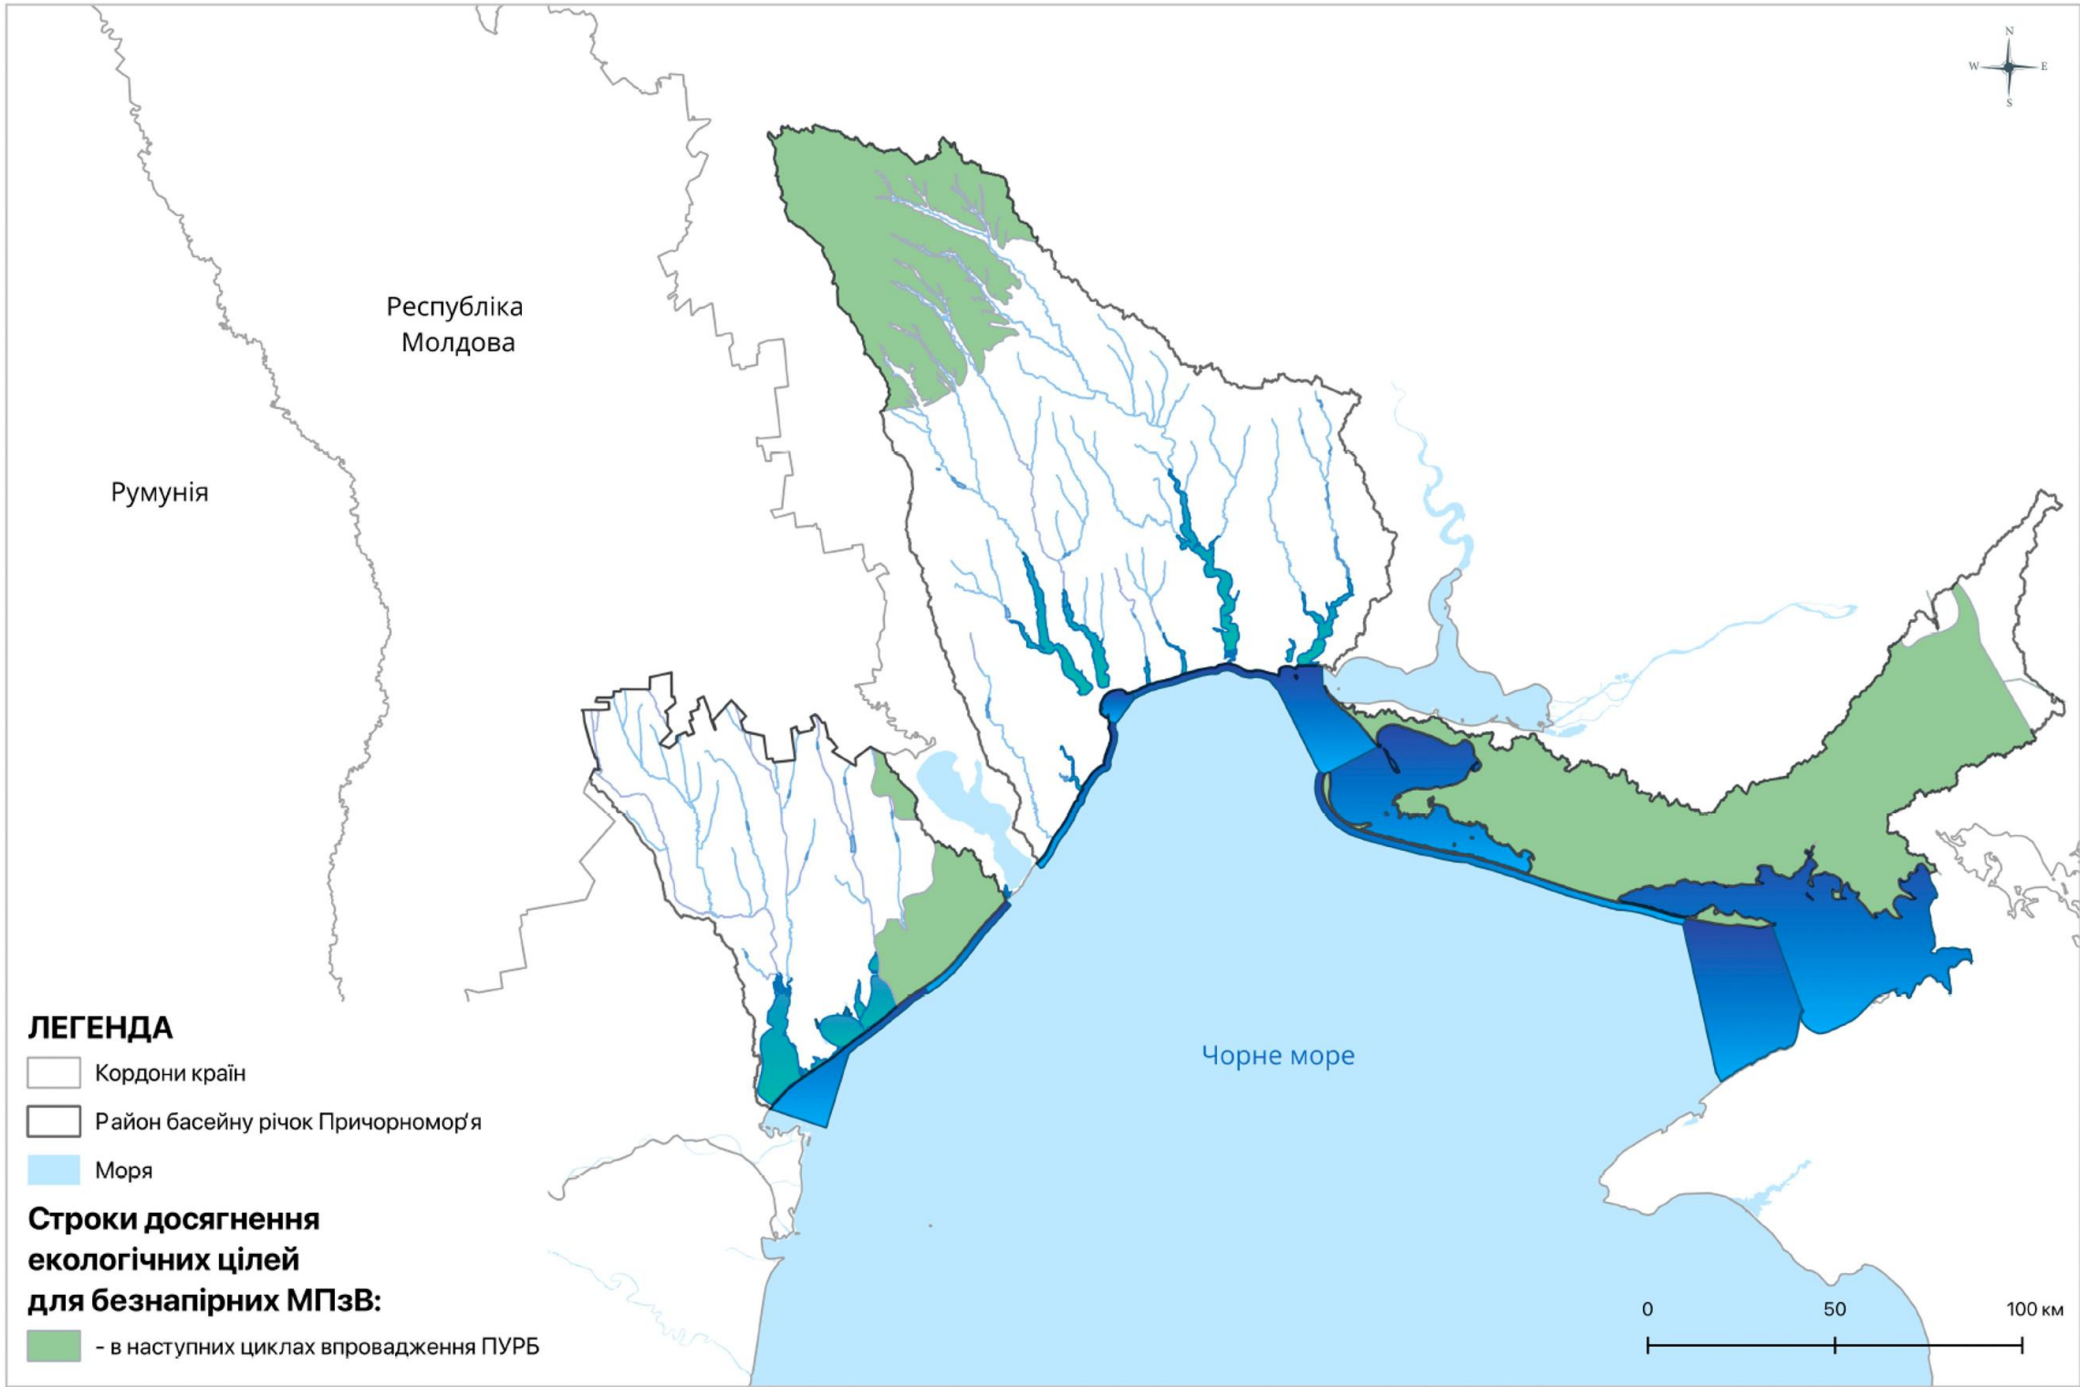 N
W E
S
Республіка
Молдова
Румунія
Чорне море
ЛЕГЕНДА
Кордони країн
Район басейну річок Причорномор’я
Моря
Строки досягнення
екологічних цілей
для безнапірних МПзВ:
- в наступних циклах впровадження ПУРБ
0 50 100 км